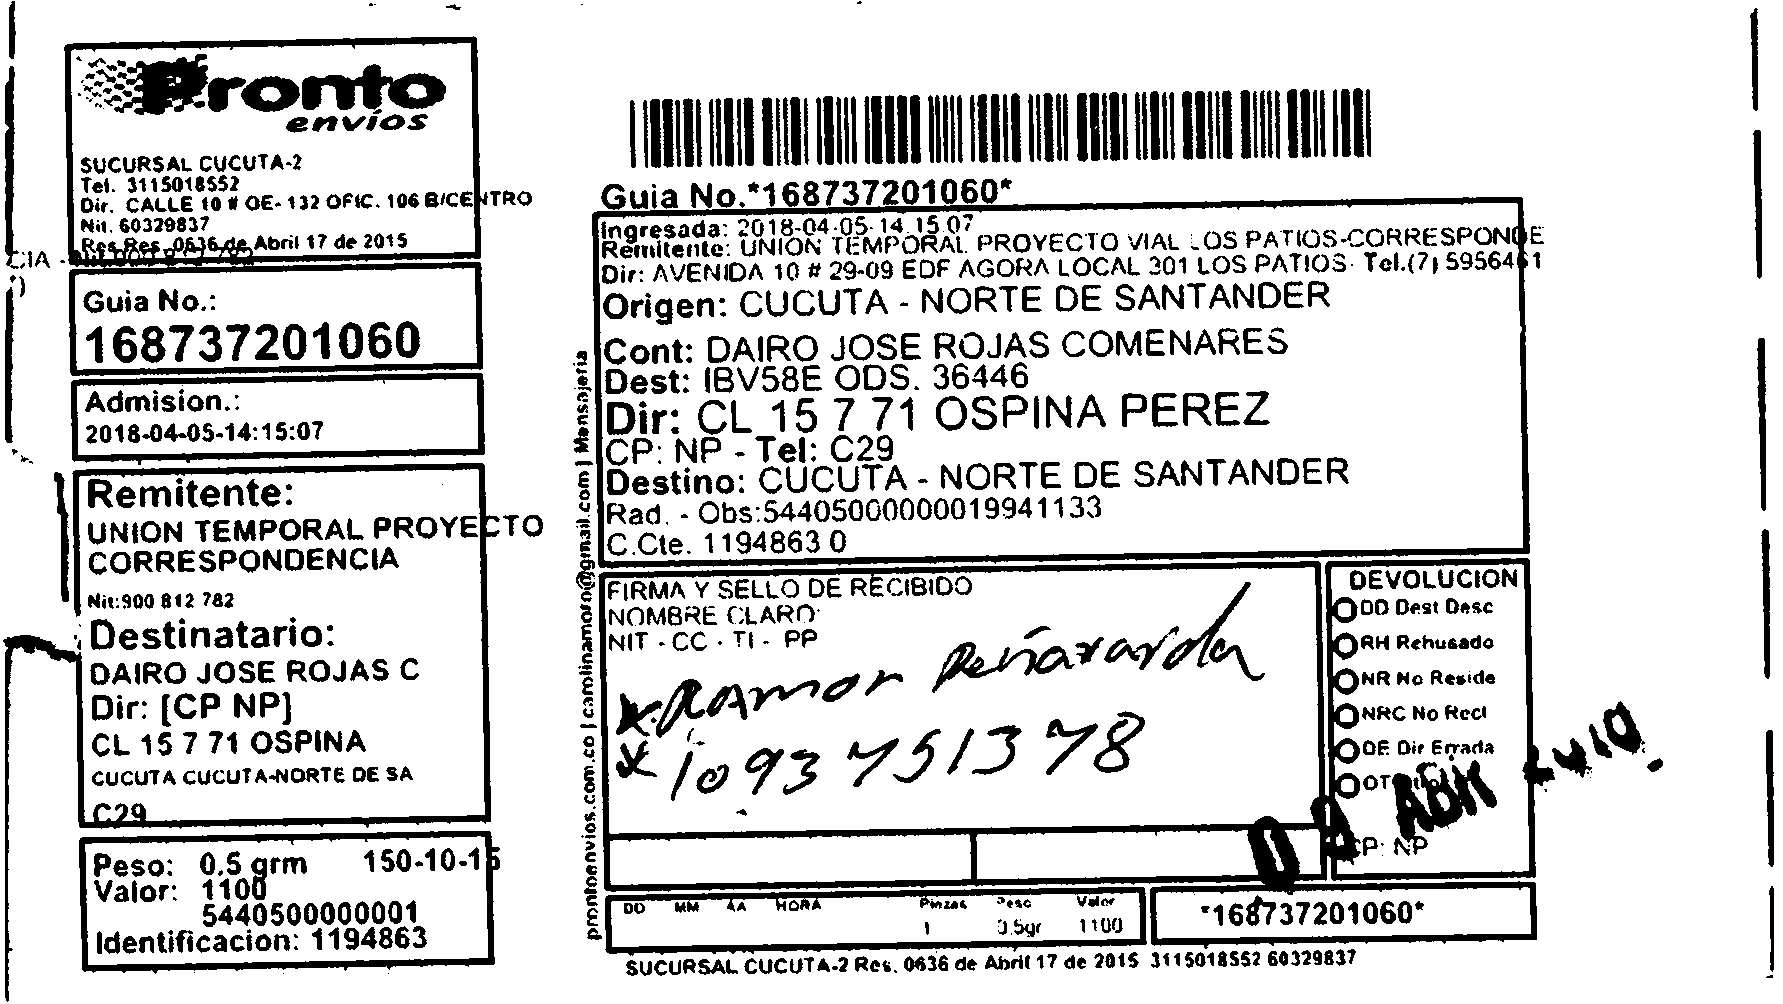 Pronto
envíos
SUCURSAL CUCUTA-2
Tel. 3115018552
Dir. CALLE 10 # OE- 132 OFIC. 106 B/CENTRO
Nit. 60329837
Res Res. 0636 de Abril 17 de 2015
CIA -
Guia No.:
168737201060
Admision.:
2018-04-05-14:15:07
Remitente:
UNION TEMPORAL PROYECTO
CORRESPONDENCIA
Nit:900 812 782
Destinatario:
DAIRO JOSE ROJAS C
Dir: [CP NP]
CL 15 7 71 OSPINA
CUCUTA CUCUTA-NORTE DE SA
C29
Peso: 0.5 grm 150-10-15
Valor: 1100
5440500000001
Identificacion: 1194863
prontoenvios.com.co | carolinamoro@gmail.com | Mensajeria
Guia No.*168737201060*
Ingresada: 2018-04-05-14 15 07
Remitente: UNION TEMPORAL PROYECTO VIAL LOS PATIOS-CORRESPONDE
Dir: AVENIDA 10 # 29-09 EDF AGORA LOCAL 201 LOS PATIOS- Tel.(7) 5956461
Origen: CUCUTA - NORTE DE SANTANDER
Cont: DAIRO JOSE ROJAS COMENARES
Dest: IBV58E ODS. 36446
Dir: CL 15 7 71 OSPINA PEREZ
CP: NP - Tel: C29
Destino: CUCUTA - NORTE DE SANTANDER
Rad. - Obs:54405000000019941133
C.Cte. 1194863 0
FIRMA Y SELLO DE RECIBIDO
NOMBRE CLARO:
NIT - CC - TI - PP
Ramon Peñaranda
1093751378
DEVOLUCION
DD Dest Desc
RH Rehusado
NR No Reside
NRC No Recl
DE Dir Errada
OT
CP: NP
ABR
DD MM AA HORA Piezas Peso Valor
1 0.5gr 1100
*168737201060*
SUCURSAL CUCUTA-2 Res. 0636 de Abril 17 de 2015 3115018552 60329837